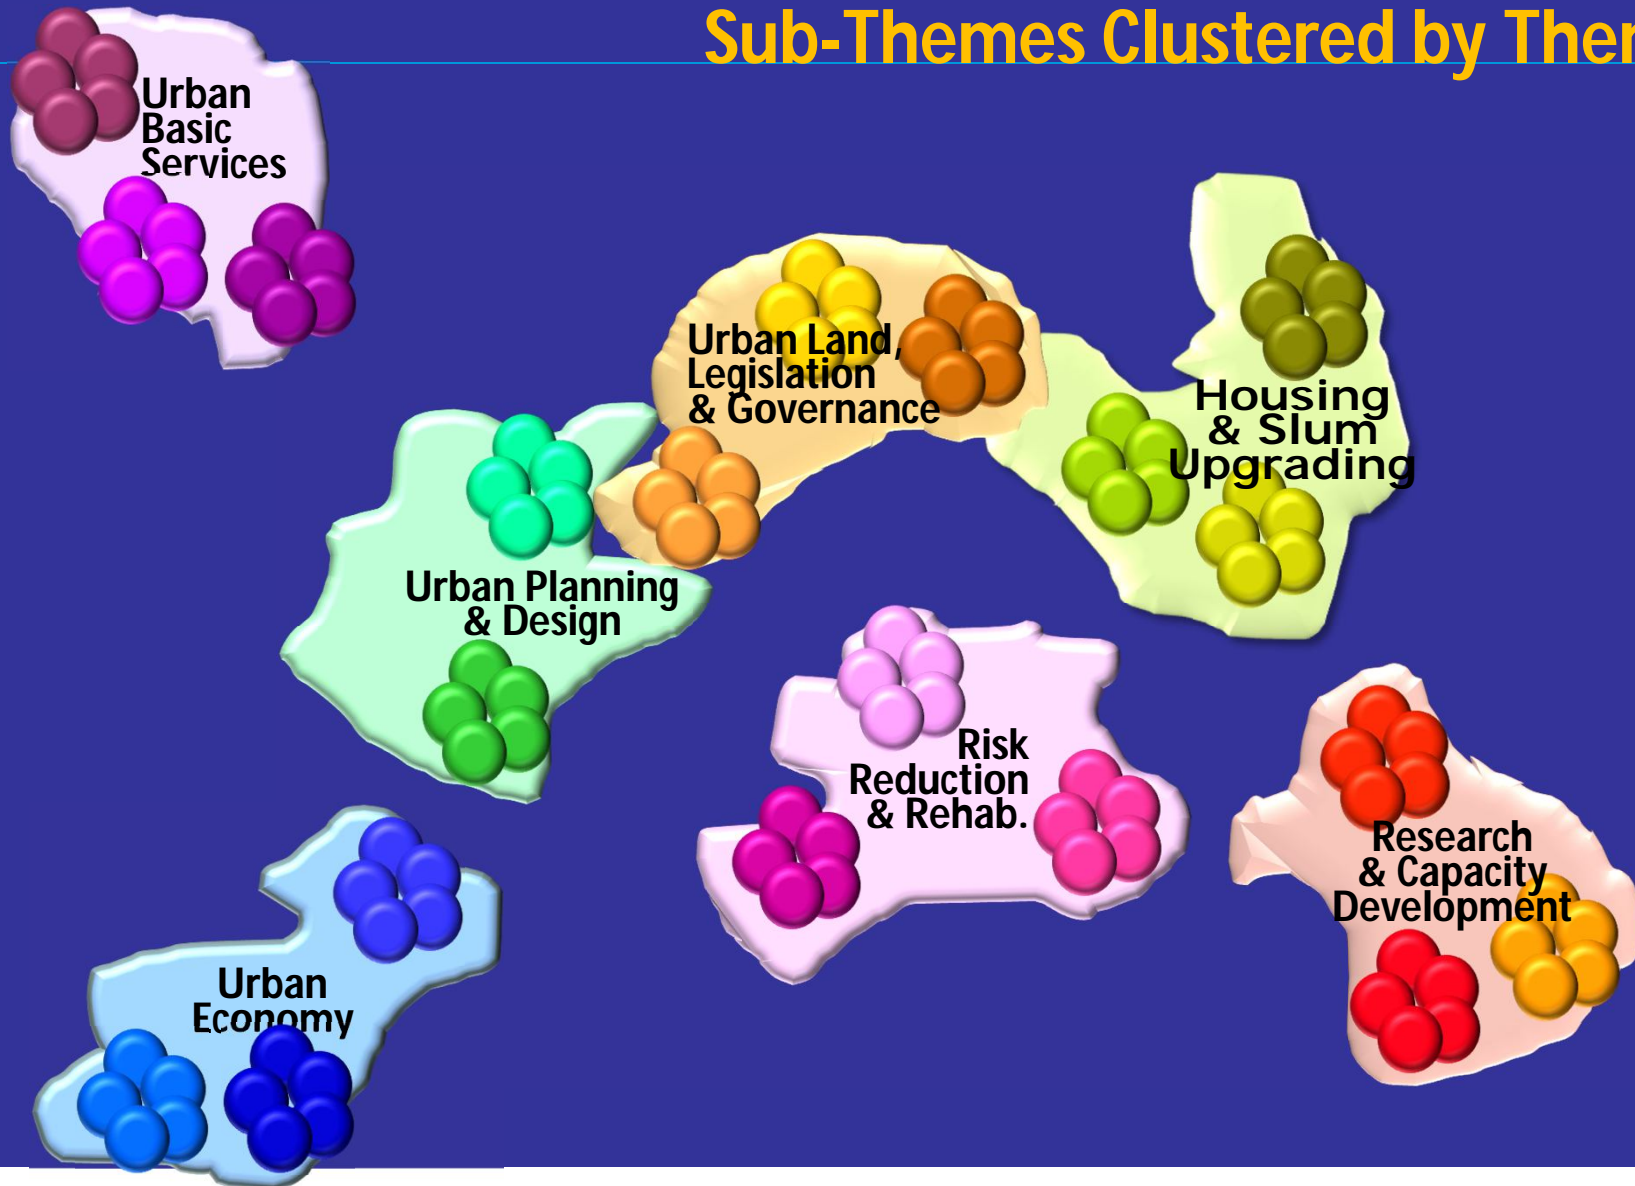 Sub-Themes Clustered by Them
Urban
Basic
Services
Urban Land,
Legislation
& Governance
Housing
& Slum
Upgrading
Urban Planning
& Design
Risk
Reduction
& Rehab.
Research
& Capacity
Development
Urban
Economy